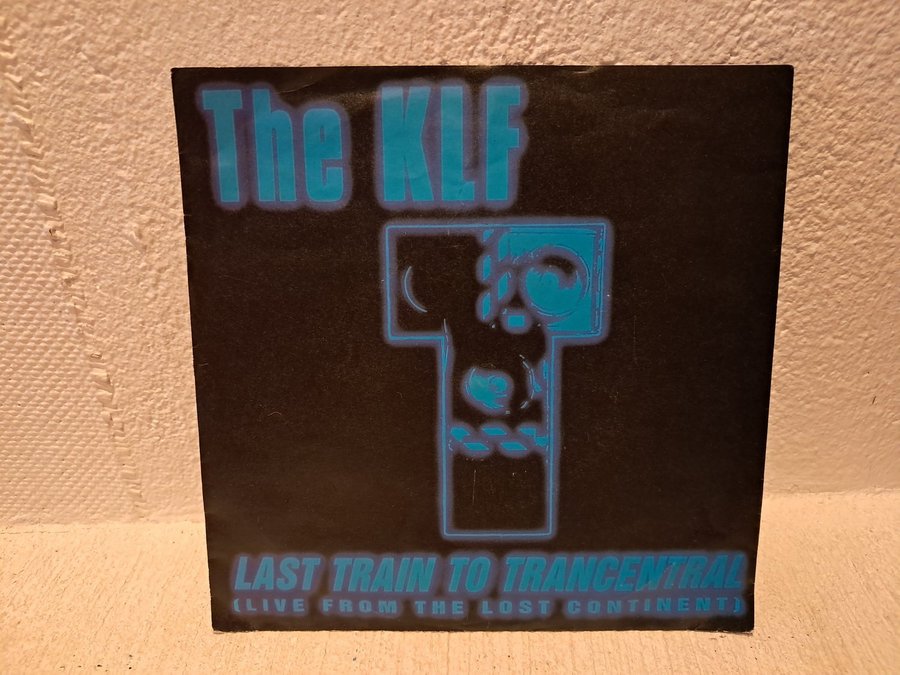 The KLF
T
LAST TRAIN TO TRANCENTRAL
(LIVE FROM THE LOST CONTINENT)